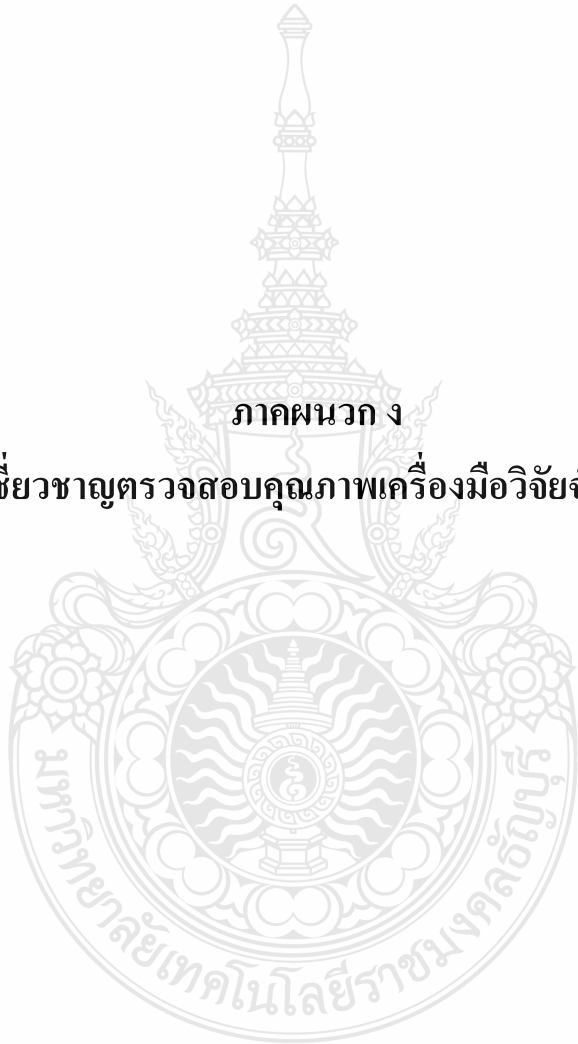 ภาคผนวก ง
ชี่ยวชาญตรวจสอบคุณภาพเครื่องมือวิจัย
มหาวิทยาลัยเทคโนโลยีราชมงคลธัญบุรี